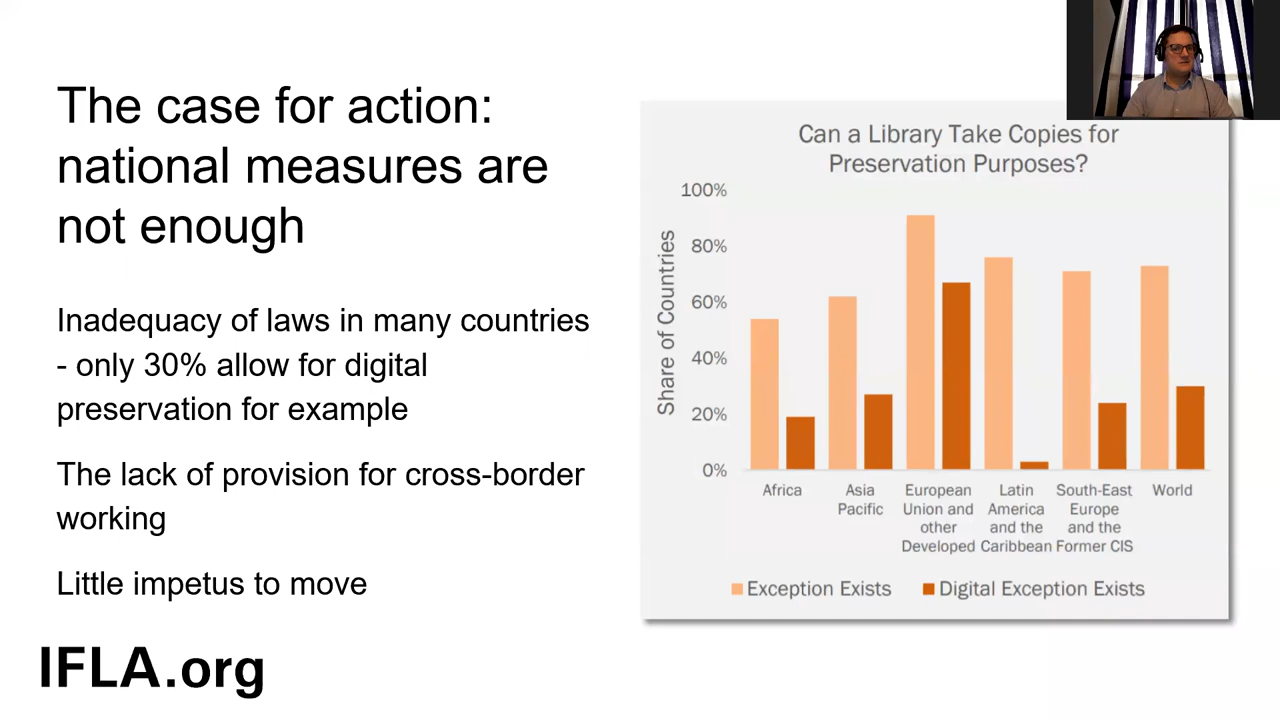 The case for action:
national measures are
not enough
Inadequacy of laws in many countries
- only 30% allow for digital
preservation for example
The lack of provision for cross-border
working
Little impetus to move
IFLA.org
Can a Library Take Copies for
Preservation Purposes?
Share of Countries
100%
80%
60%
40%
20%
0%
Africa
Asia
Pacific
European
Union and
other
Developed
Latin
America
and the
Caribbean
South-East
Europe
and the
Former CIS
World
Exception Exists
Digital Exception Exists